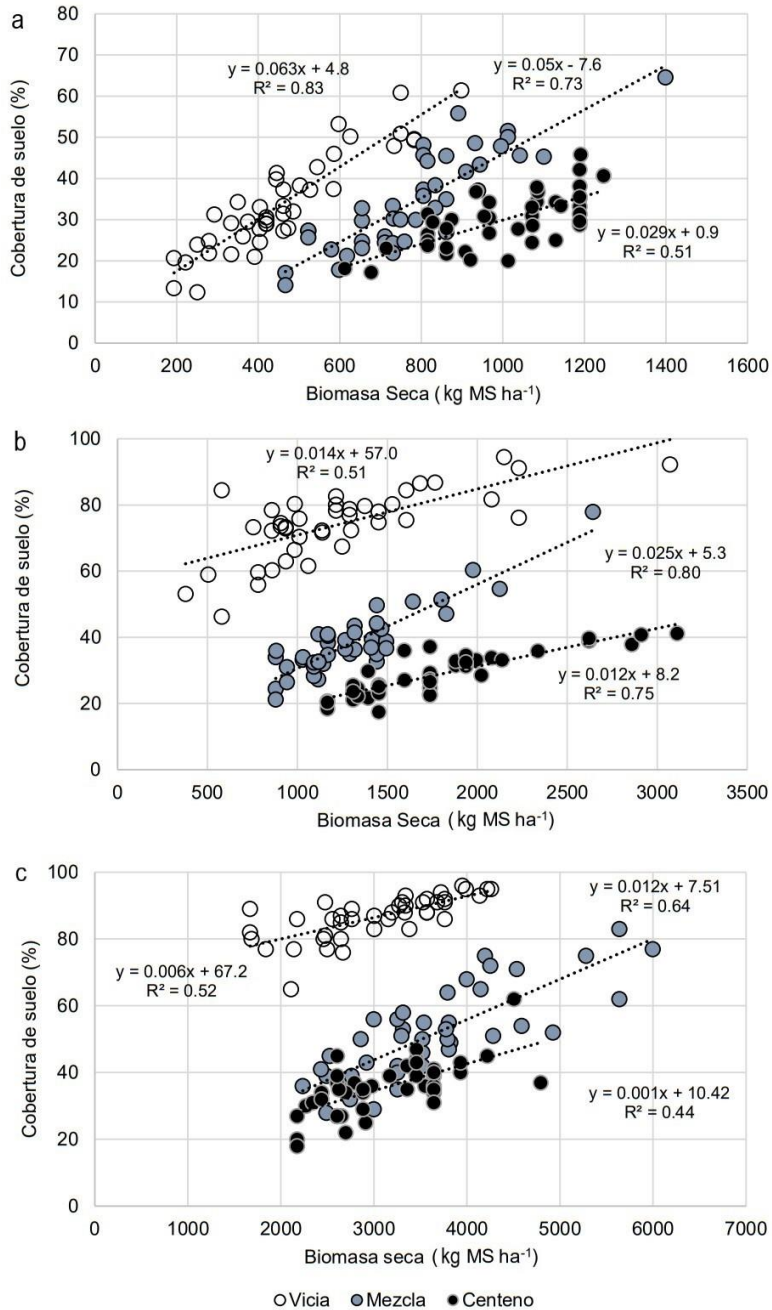 a
80
70
60
50
40
30
20
10
0
Cobertura de suelo (%)
y = 0.063x + 4.8
R² = 0.83
y = 0.05x - 7.6
R² = 0.73
y = 0.029x + 0.9
R² = 0.51
0 200 400 600 800 1000 1200 1400 1600
Biomasa Seca ( kg MS ha⁻¹)
b
100
80
60
40
20
0
Cobertura de suelo (%)
y = 0.014x + 57.0
R² = 0.51
y = 0.025x + 5.3
R² = 0.80
y = 0.012x + 8.2
R² = 0.75
0 500 1000 1500 2000 2500 3000 3500
Biomasa Seca ( kg MS ha⁻¹)
c
100
80
60
40
20
0
Cobertura de suelo (%)
y = 0.012x + 7.51
R² = 0.64
y = 0.006x + 67.2
R² = 0.52
y = 0.001x + 10.42
R² = 0.44
0 1000 2000 3000 4000 5000 6000 7000
Biomasa seca ( kg MS ha⁻¹)
Vicia Mezcla Centeno